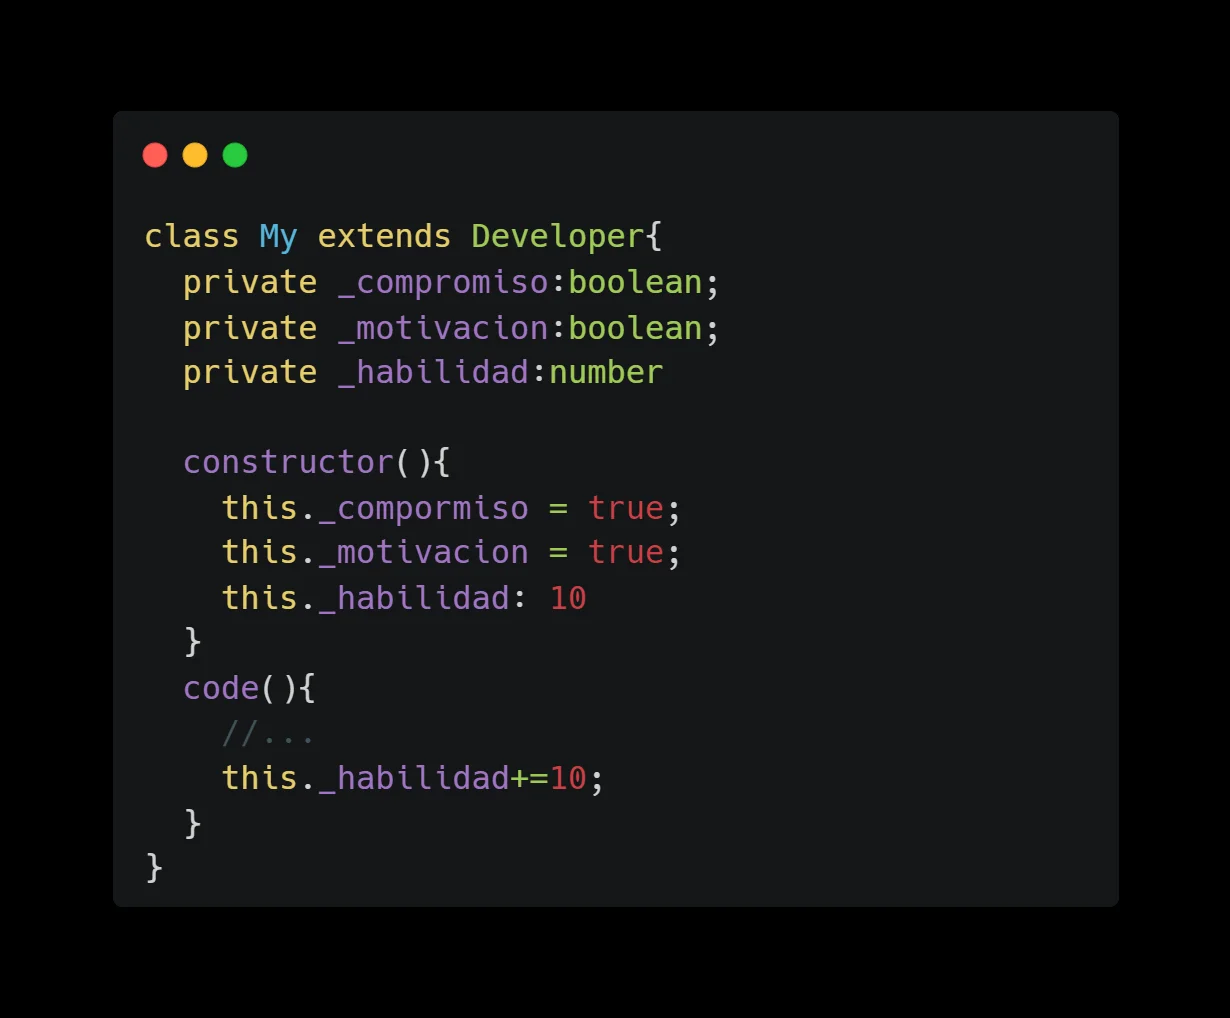 class My extends Developer{
  private _compromiso:boolean;
  private _motivacion:boolean;
  private _habilidad:number

  constructor(){
    this._compormiso = true;
    this._motivacion = true;
    this._habilidad: 10
  }
  code(){
    //...
    this._habilidad+=10;
  }
}